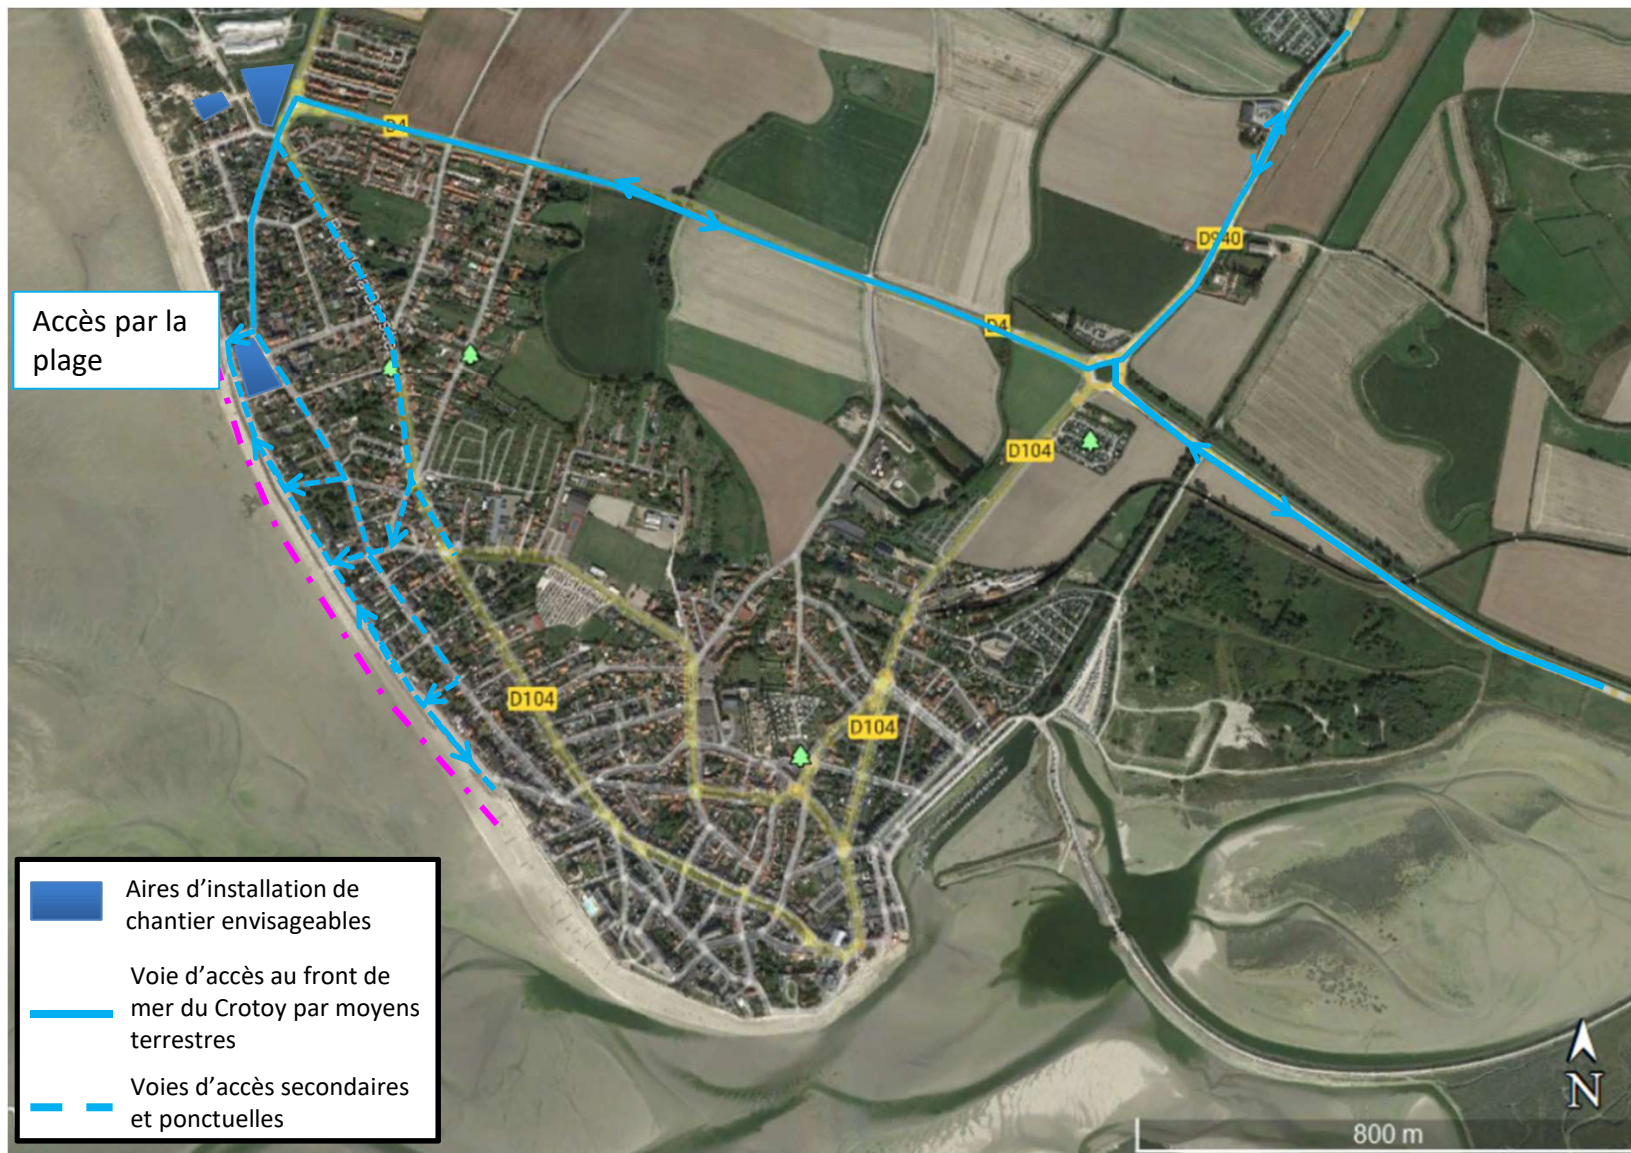 D4
D940
D4
Accès par la
plage
D104
D104
D104
Aires d’installation de
chantier envisageables
Voie d’accès au front de
mer du Crotoy par moyens
terrestres
Voies d’accès secondaires
et ponctuelles
N
800 m